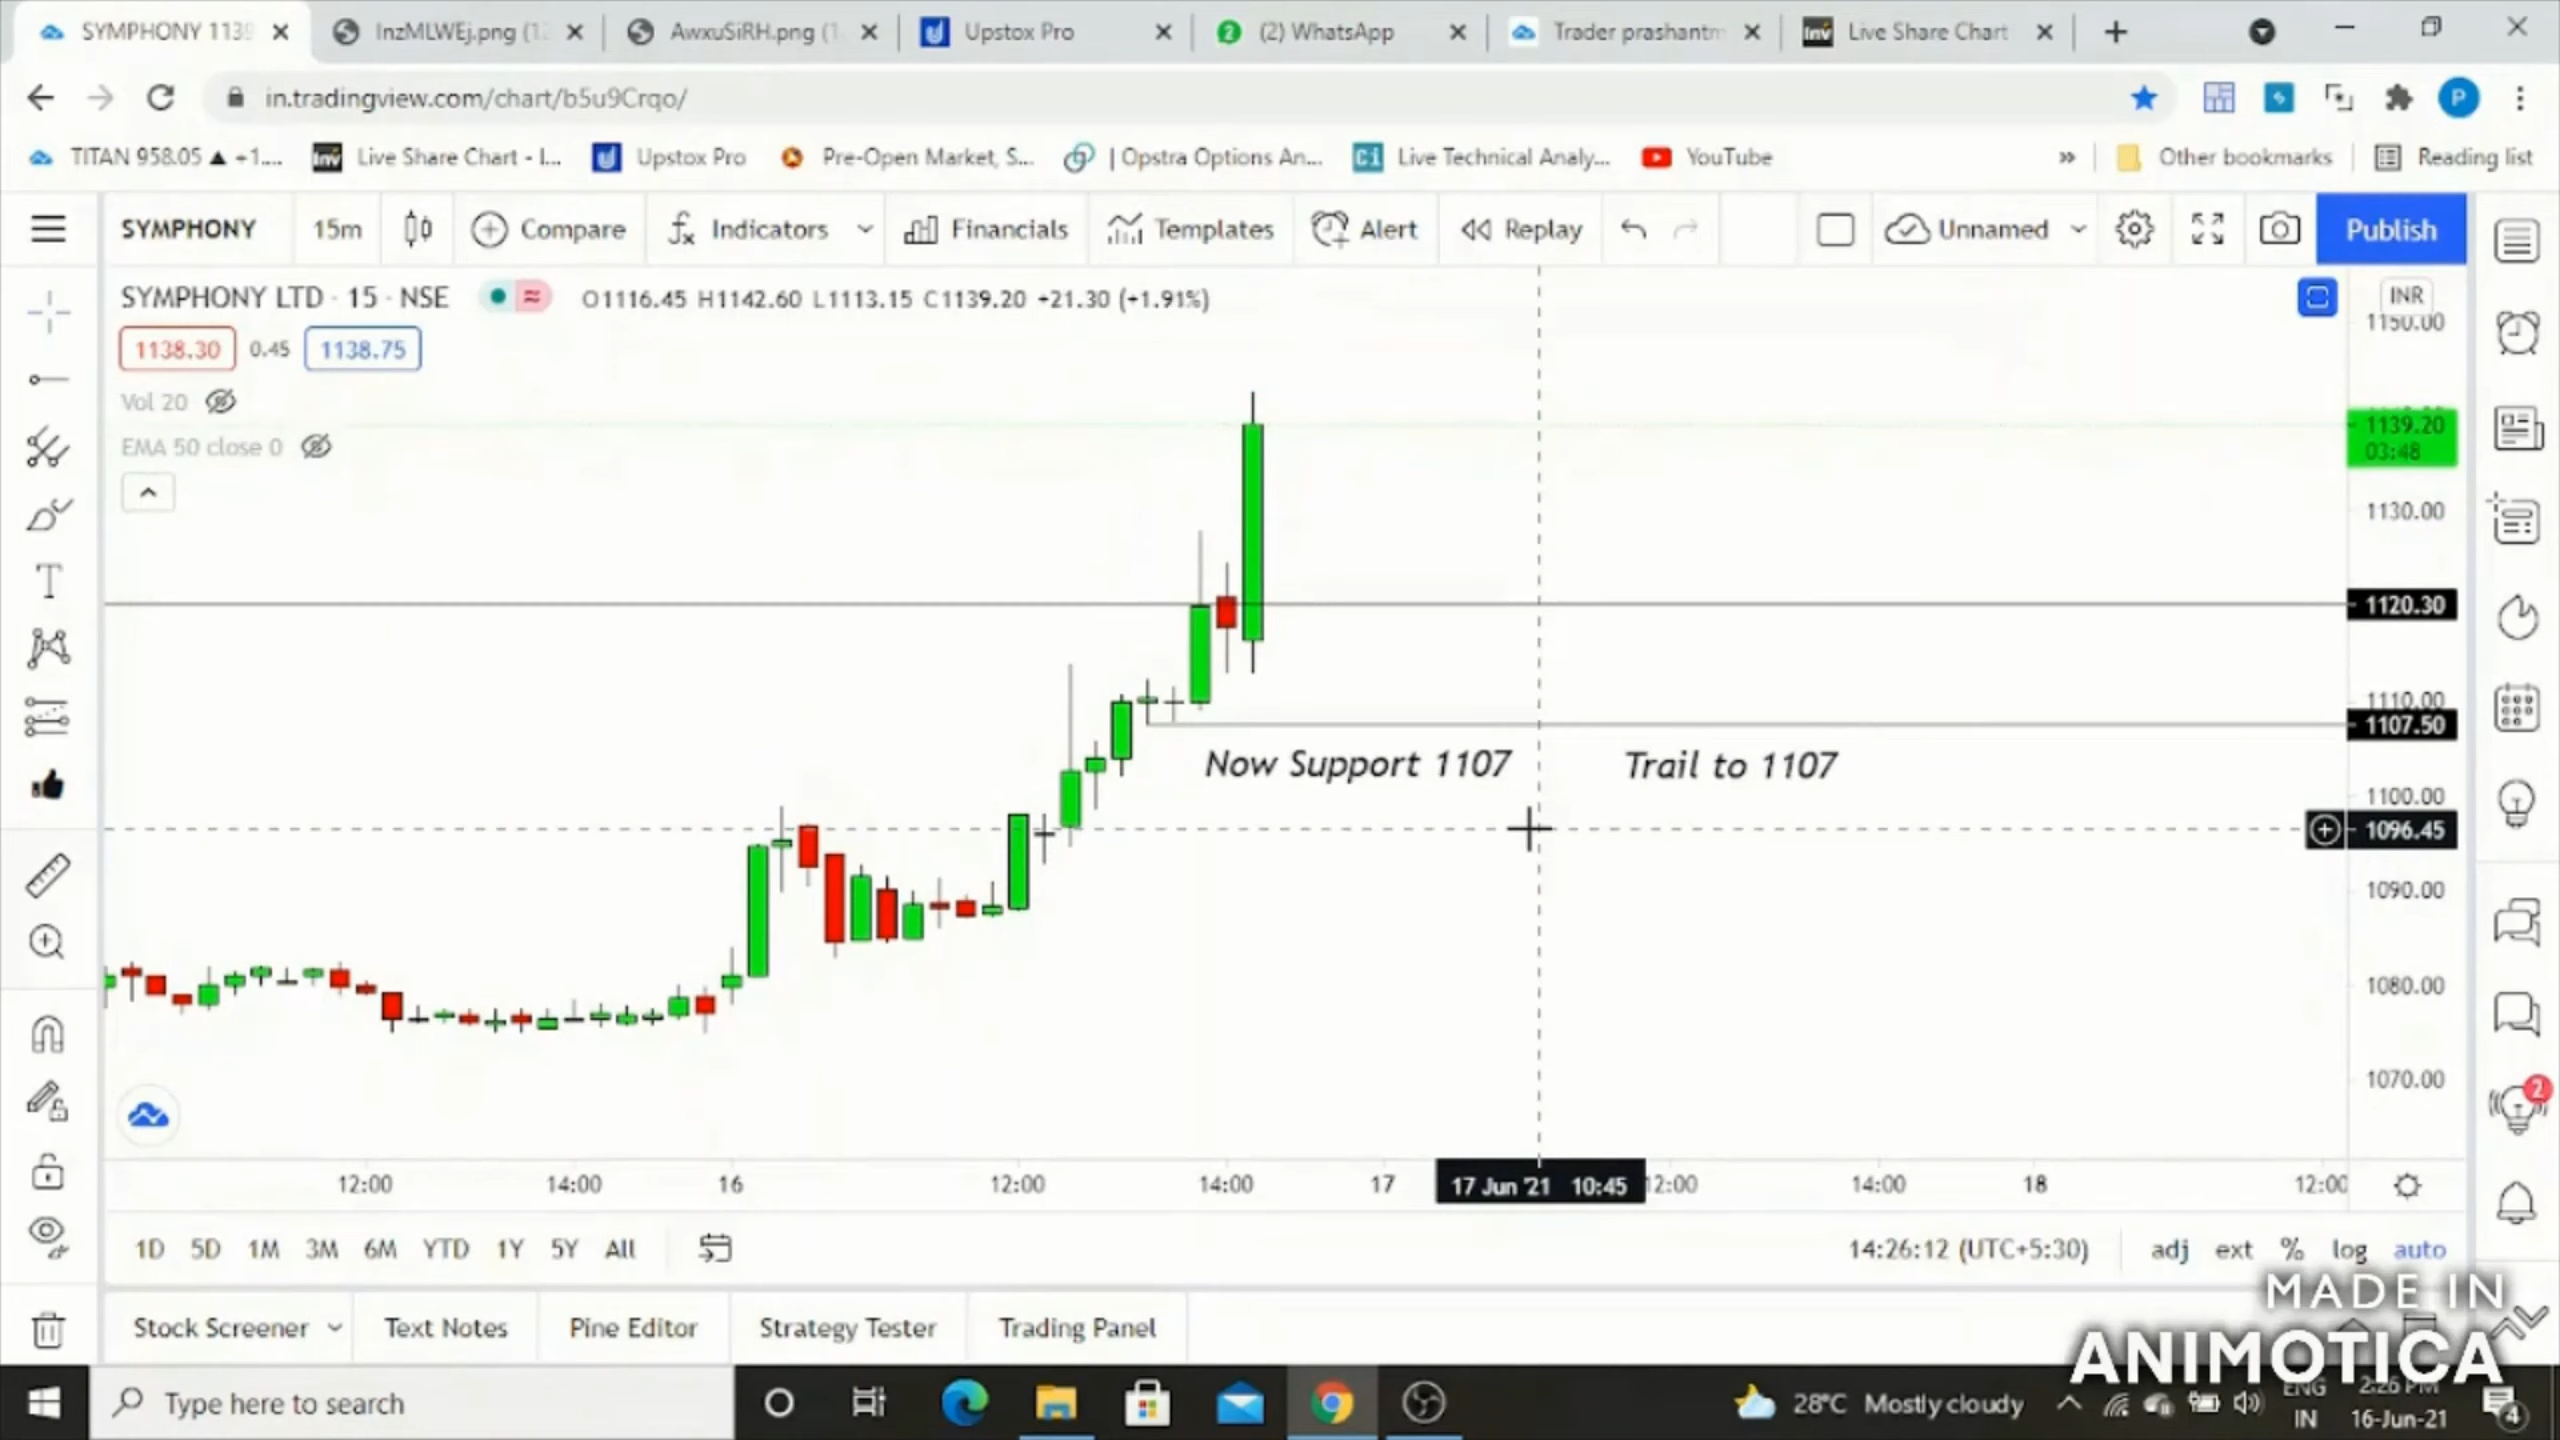 SYMPHONY 1139
InzMLWEj.png (12
AwxuSiRH.png (1
Upstox Pro
(2) WhatsApp
Trader prashantm
Live Share Chart
in.tradingview.com/chart/b5u9Crqo/
P
TITAN 958.05 ▲ +1....
Live Share Chart - I...
Upstox Pro
Pre-Open Market, S...
| Opstra Options An...
Live Technical Analy...
YouTube
»
Other bookmarks
Reading list
SYMPHONY
15m
Compare
Indicators
Financials
Templates
Alert
Replay
Unnamed
Publish
SYMPHONY LTD · 15 · NSE
O1116.45 H1142.60 L1113.15 C1139.20 +21.30 (+1.91%)
INR
1138.30
0.45
1138.75
Vol 20
EMA 50 close 0
1150.00
1139.20
03:48
1130.00
1120.30
1110.00
1107.50
1100.00
1096.45
1090.00
1080.00
1070.00
Now Support 1107
Trail to 1107
2
12:00
14:00
16
12:00
14:00
17
17 Jun '21 10:45
12:00
14:00
18
12:00
1D
5D
1M
3M
6M
YTD
1Y
5Y
All
14:26:12 (UTC+5:30)
adj
ext
%
log
auto
Stock Screener
Text Notes
Pine Editor
Strategy Tester
Trading Panel
MADE IN
ANIMOTICA
Type here to search
28°C Mostly cloudy
ENG
IN
2:26 PM
16-Jun-21
4